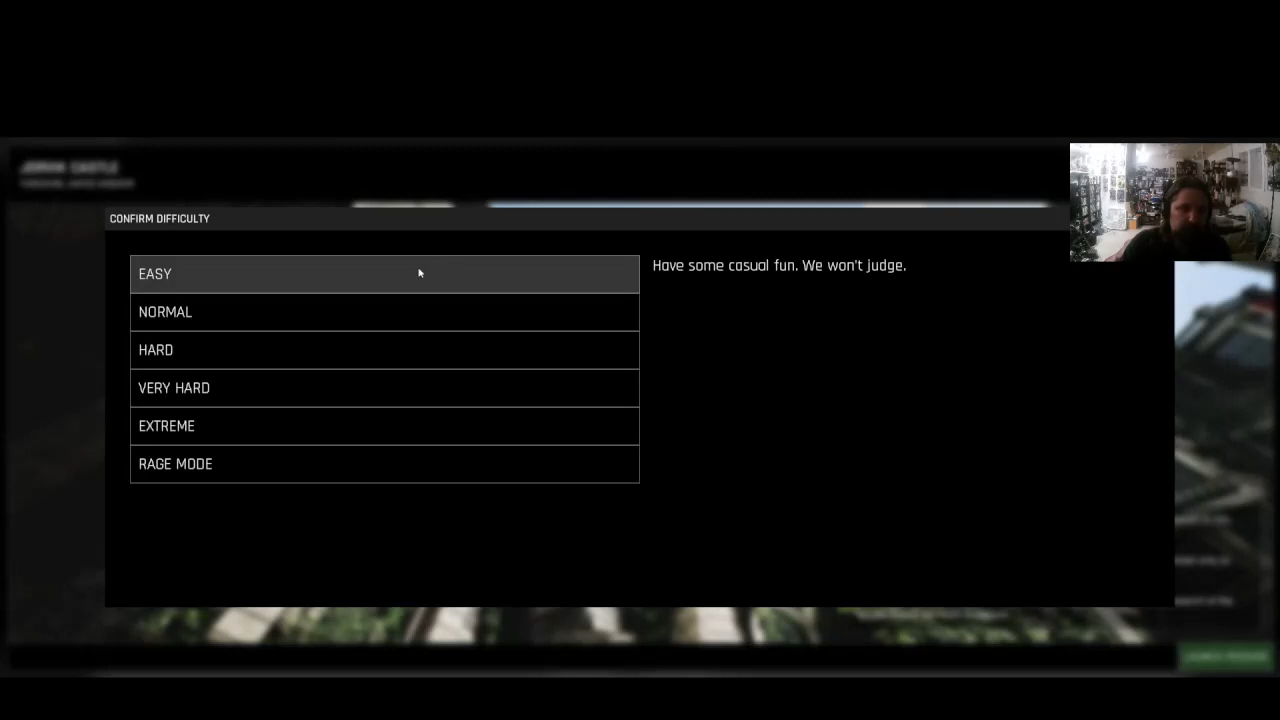 CONFIRM DIFFICULTY
EASY
Have some casual fun. We won't judge.
NORMAL
HARD
VERY HARD
EXTREME
RAGE MODE